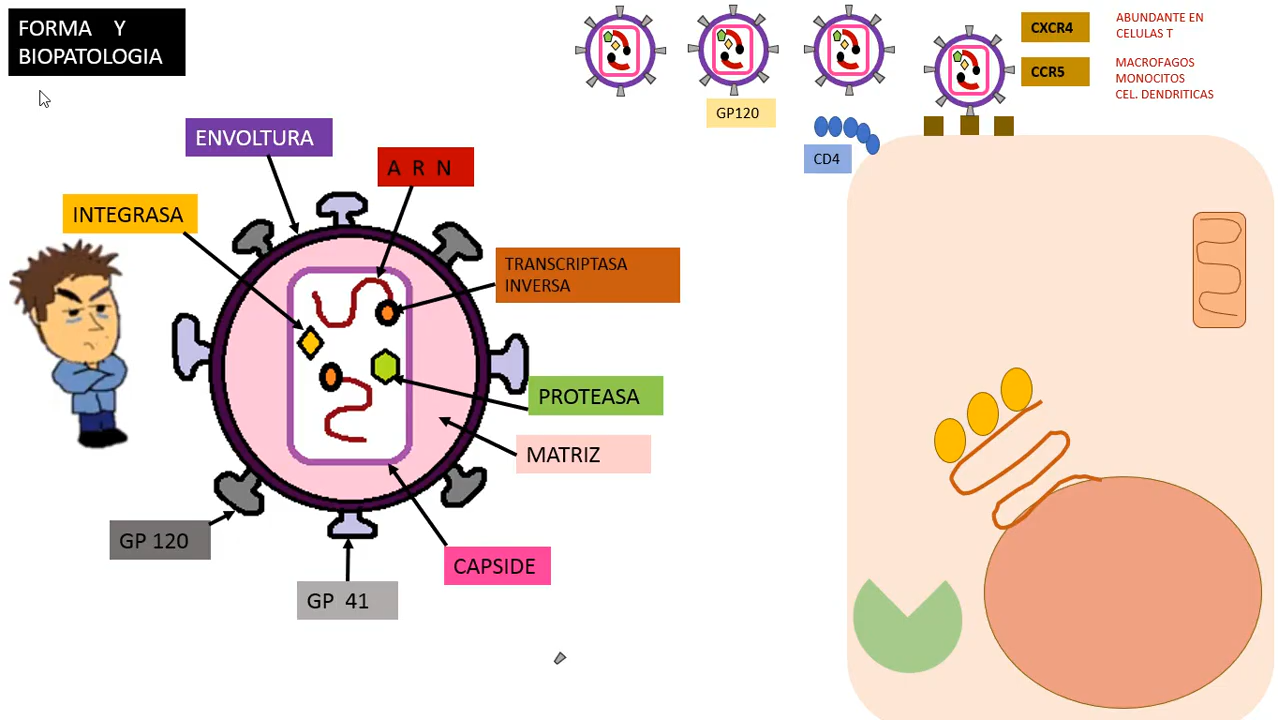 FORMA Y
BIOPATOLOGIA
ENVOLTURA
A R N
INTEGRASA
TRANSCRIPTASA
INVERSA
PROTEASA
MATRIZ
GP 120
CAPSIDE
GP 41
GP120
CD4
CXCR4
ABUNDANTE EN
CELULAS T
CCR5
MACROFAGOS
MONOCITOS
CEL. DENDRITICAS